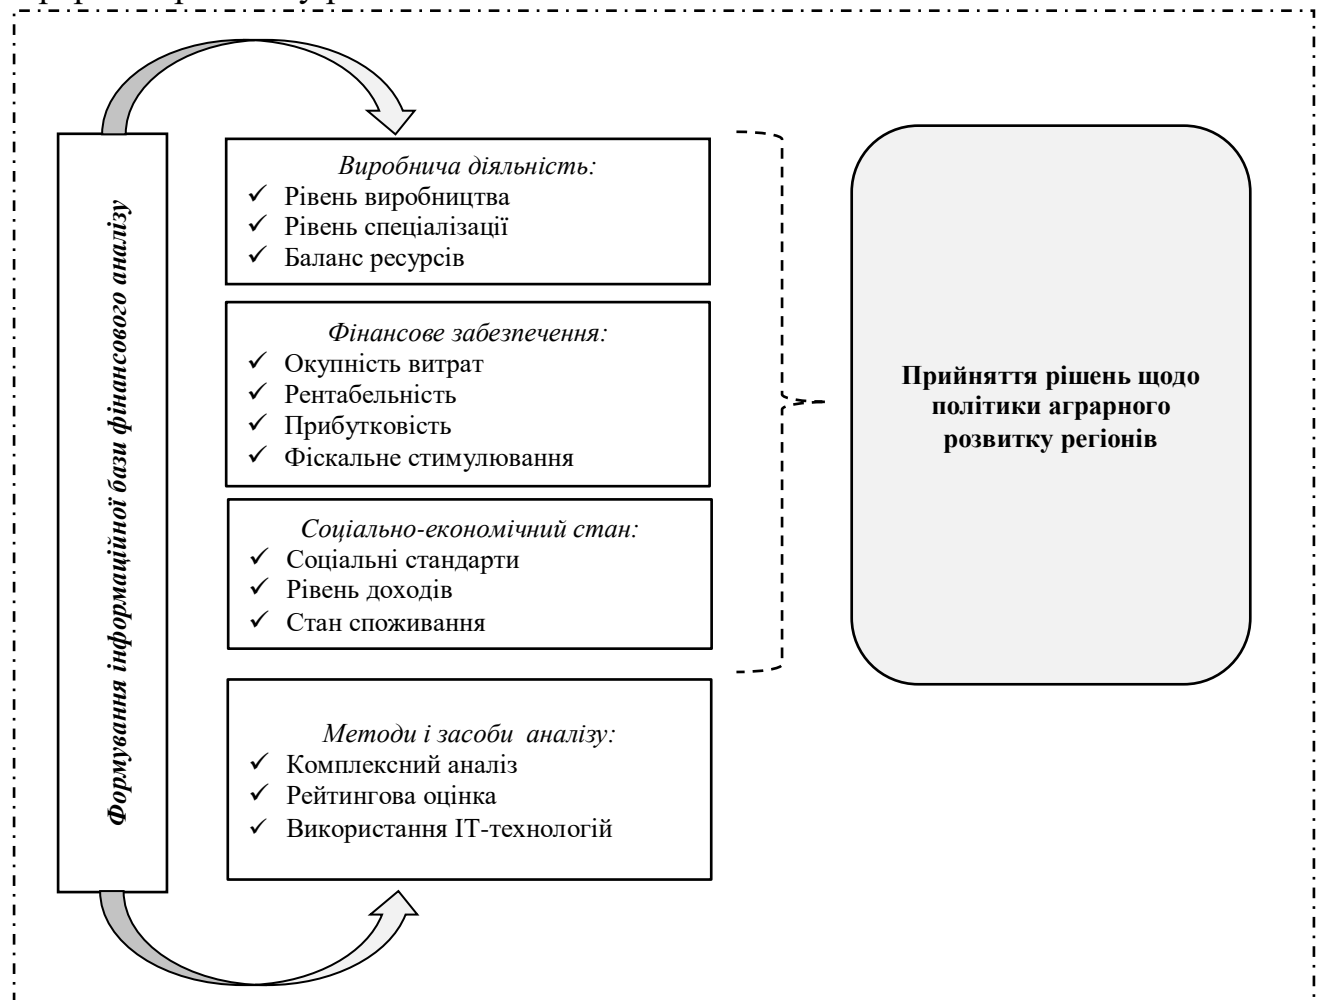 Формування інформаційної бази фінансового аналізу
Виробнича діяльність:
✓ Рівень виробництва
✓ Рівень спеціалізації
✓ Баланс ресурсів
Фінансове забезпечення:
✓ Окупність витрат
✓ Рентабельність
✓ Прибутковість
✓ Фіскальне стимулювання
Соціально-економічний стан:
✓ Соціальні стандарти
✓ Рівень доходів
✓ Стан споживання
Методи і засоби аналізу:
✓ Комплексний аналіз
✓ Рейтингова оцінка
✓ Використання ІТ-технологій
Прийняття рішень щодо
політики аграрного
розвитку регіонів